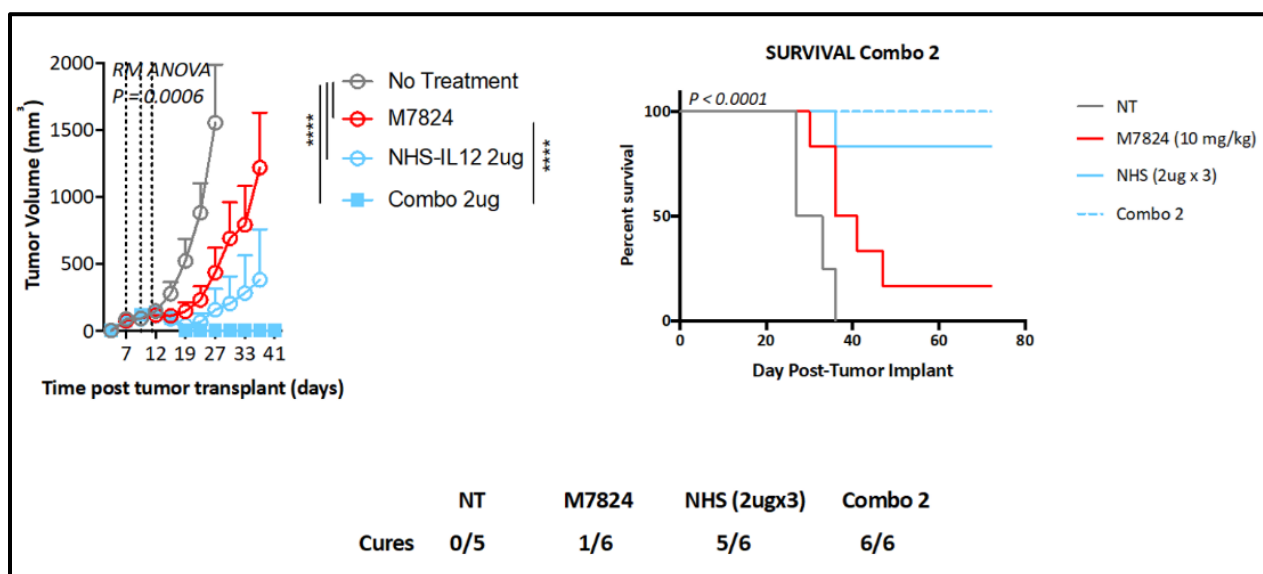 RM ANOVA
P = 0.0006
Tumor Volume (mm³)
2000
1500
1000
500
0
7 12 19 27 33 41
Time post tumor transplant (days)
No Treatment
M7824
NHS-IL12 2ug
Combo 2ug
****
****
SURVIVAL Combo 2
P < 0.0001
Percent survival
100
50
0
0 20 40 60 80
Day Post-Tumor Implant
NT
M7824 (10 mg/kg)
NHS (2ug x 3)
Combo 2
NT M7824 NHS (2ugx3) Combo 2
Cures 0/5 1/6 5/6 6/6